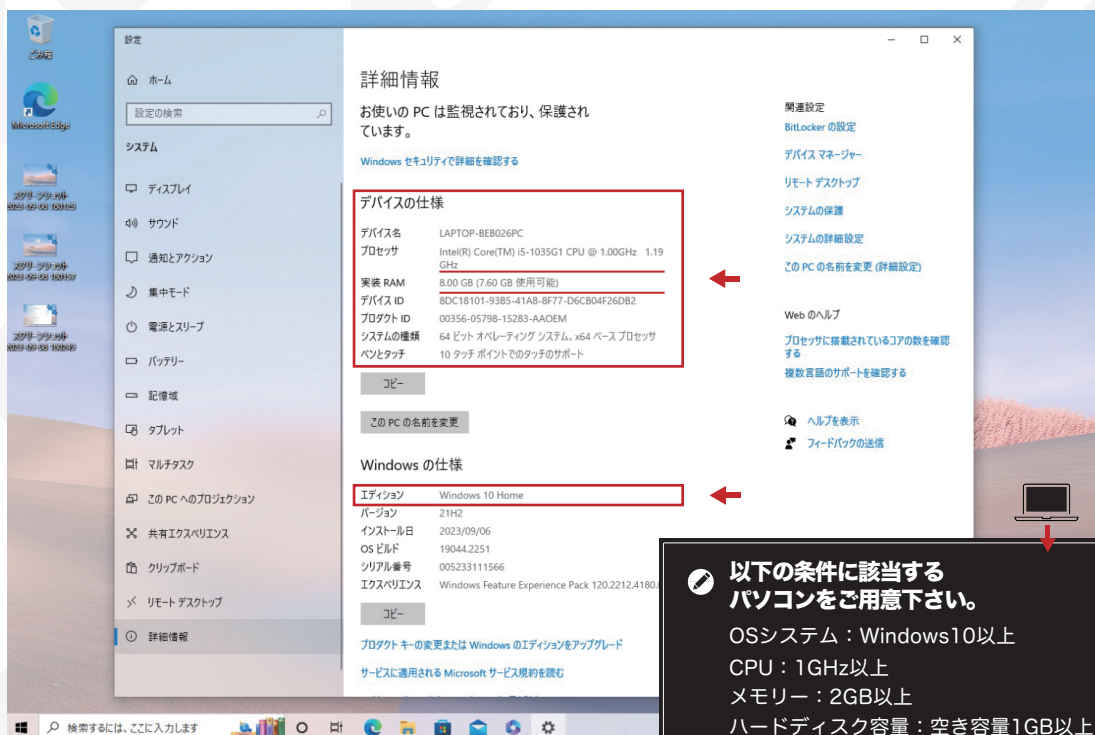 ごみ箱
Microsoft Edge
スクリーンショット
2023-09-08 160129
スクリーンショット
2023-09-08 160157
スクリーンショット
2023-09-08 160249
設定
ホーム
設定の検索
システム
ディスプレイ
サウンド
通知とアクション
集中モード
電源とスリープ
バッテリー
記憶域
タブレット
マルチタスク
この PC へのプロジェクション
共有エクスペリエンス
クリップボード
リモート デスクトップ
詳細情報
詳細情報
お使いの PC は監視されており、保護され
ています。
Windows セキュリティで詳細を確認する
デバイスの仕様
デバイス名 LAPTOP-BEB026PC
プロセッサ Intel(R) Core(TM) i5-1035G1 CPU @ 1.00GHz 1.19
GHz
実装 RAM 8.00 GB (7.60 GB 使用可能)
デバイス ID 8DC18101-93B5-41A8-8F77-D6CB04F26DB2
プロダクト ID 00356-05798-15283-AAOEM
システムの種類 64 ビット オペレーティング システム、x64 ベース プロセッサ
ペンとタッチ 10 タッチ ポイントでのタッチのサポート
コピー
この PC の名前を変更
Windows の仕様
エディション Windows 10 Home
バージョン 21H2
インストール日 2023/09/06
OS ビルド 19044.2251
シリアル番号 005233111566
エクスペリエンス Windows Feature Experience Pack 120.2212.4180.
コピー
プロダクト キーの変更または Windows のエディションをアップグレード
サービスに適用される Microsoft サービス規約を読む
関連設定
BitLocker の設定
デバイス マネージャー
リモート デスクトップ
システムの保護
システムの詳細設定
この PC の名前を変更 (詳細設定)
Web のヘルプ
プロセッサに搭載されているコアの数を確認
する
複数言語のサポートを確認する
ヘルプを表示
フィードバックの送信
以下の条件に該当する
パソコンをご用意下さい。
OSシステム：Windows10以上
CPU：1GHz以上
メモリー：2GB以上
ハードディスク容量：空き容量1GB以上
検索するには、ここに入力します